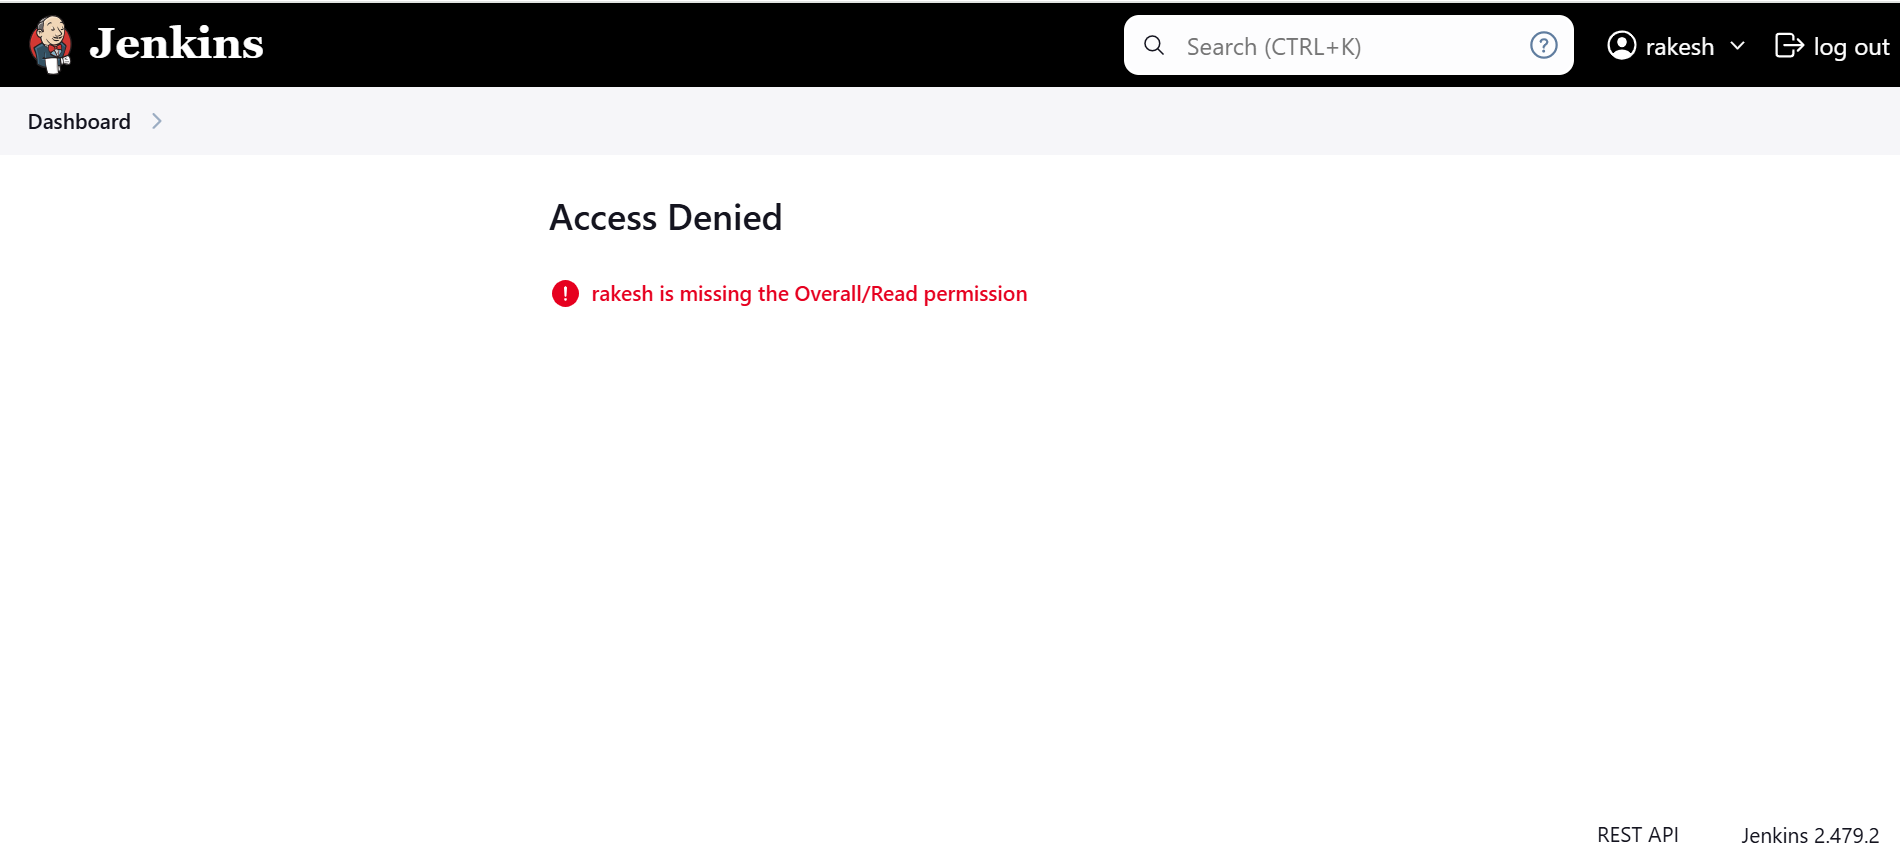 Jenkins
Search (CTRL+K)
?
rakesh
log out
Dashboard
Access Denied
! rakesh is missing the Overall/Read permission
REST API
Jenkins 2.479.2